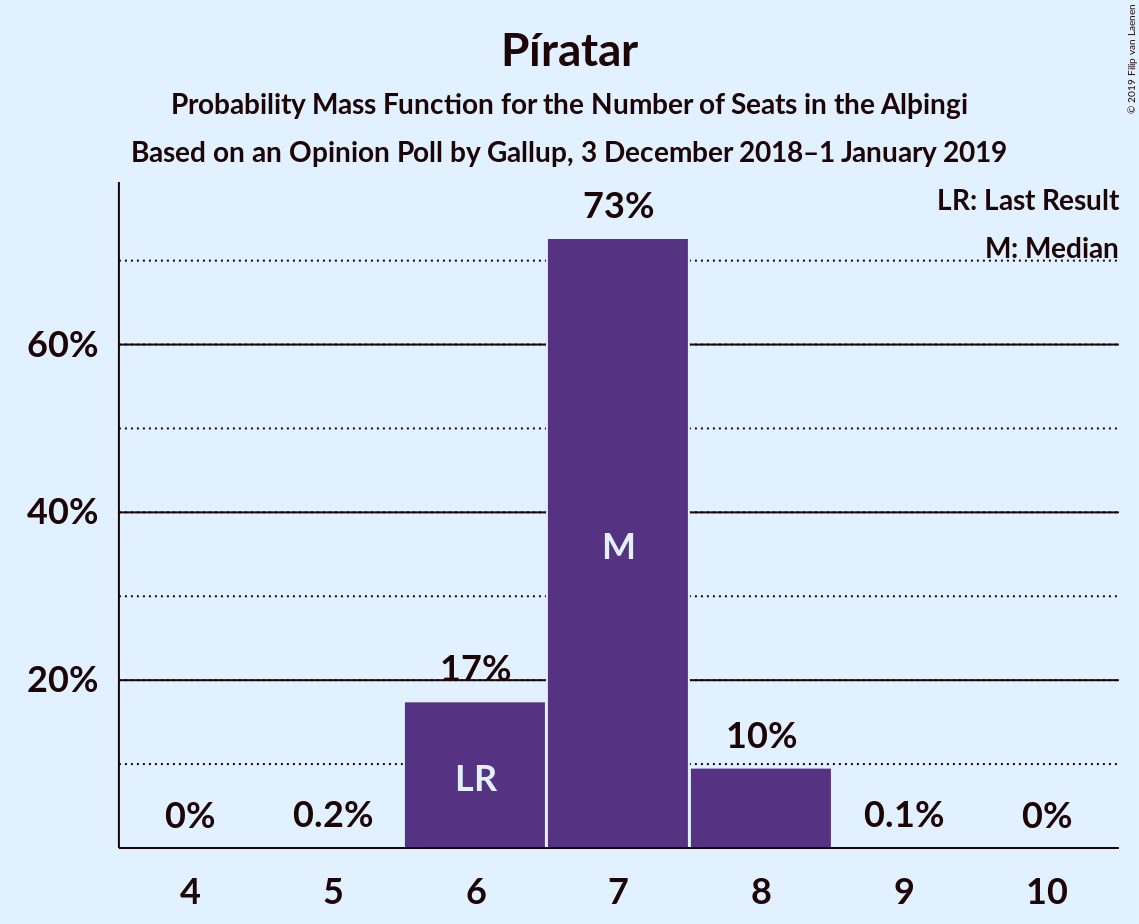 Píratar
Probability Mass Function for the Number of Seats in the Alþingi
Based on an Opinion Poll by Gallup, 3 December 2018–1 January 2019
© 2019 Filip van Laenen
LR: Last Result
M: Median
60%
40%
20%
0%
0.2%
17%
LR
73%
M
10%
0.1%
0%
4 5 6 7 8 9 10